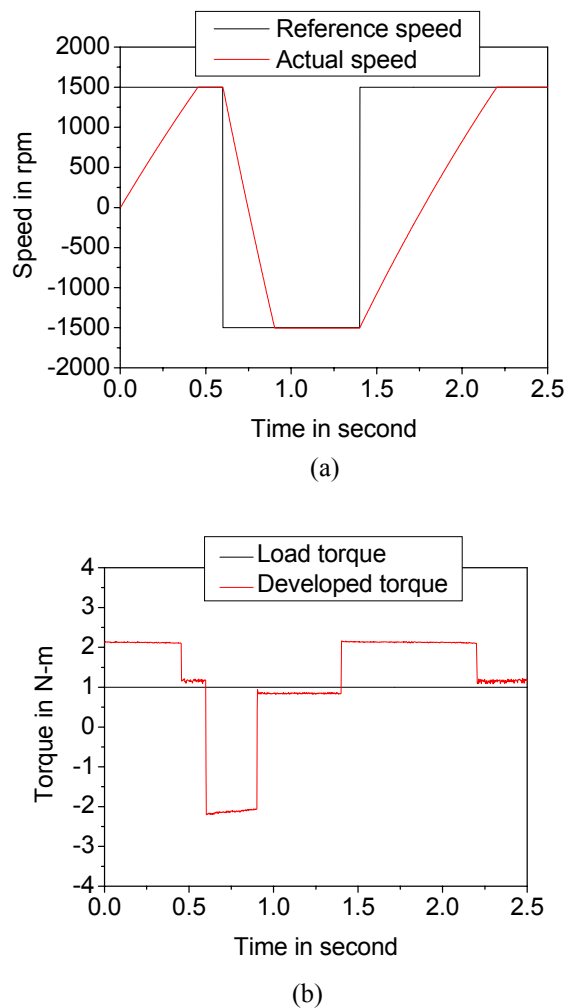 Reference speed
Actual speed
2000
1500
1000
500
0
-500
-1000
-1500
-2000
Speed in rpm
0.0 0.5 1.0 1.5 2.0 2.5
Time in second
(a)
Load torque
Developed torque
4
3
2
1
0
-1
-2
-3
-4
Torque in N-m
0.0 0.5 1.0 1.5 2.0 2.5
Time in second
(b)